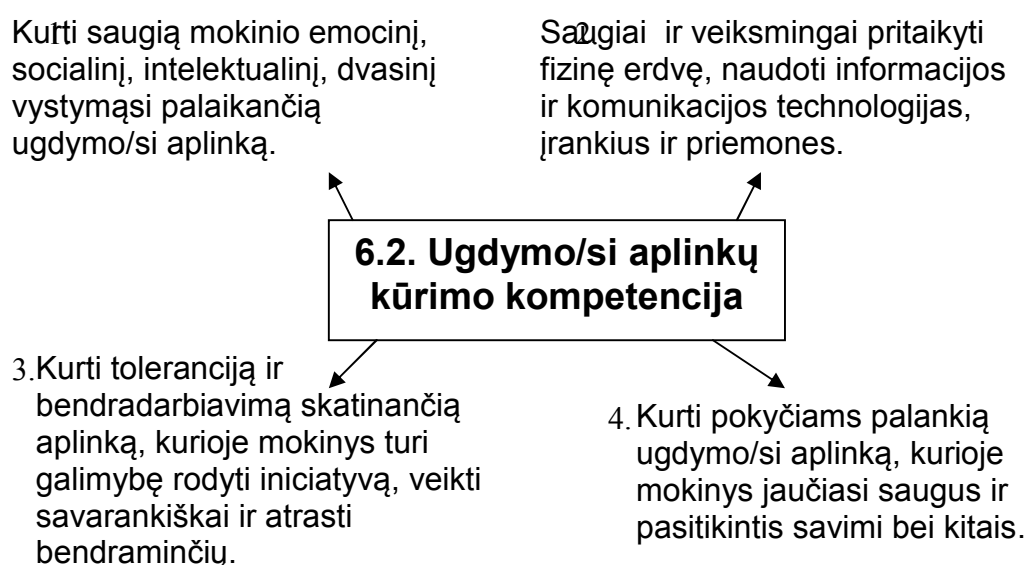 1. Kurti saugią mokinio emocinį,
socialinį, intelektualinį, dvasinį
vystymąsi palaikančią
ugdymo/si aplinką.
2. Saugiai ir veiksmingai pritaikyti
fizinę erdvę, naudoti informacijos
ir komunikacijos technologijas,
įrankius ir priemones.
6.2. Ugdymo/si aplinkų
kūrimo kompetencija
3. Kurti toleranciją ir
bendradarbiavimą skatinančią
aplinką, kurioje mokinys turi
galimybę rodyti iniciatyvą, veikti
savarankiškai ir atrasti
bendraminčių.
4. Kurti pokyčiams palankią
ugdymo/si aplinką, kurioje
mokinys jaučiasi saugus ir
pasitikintis savimi bei kitais.